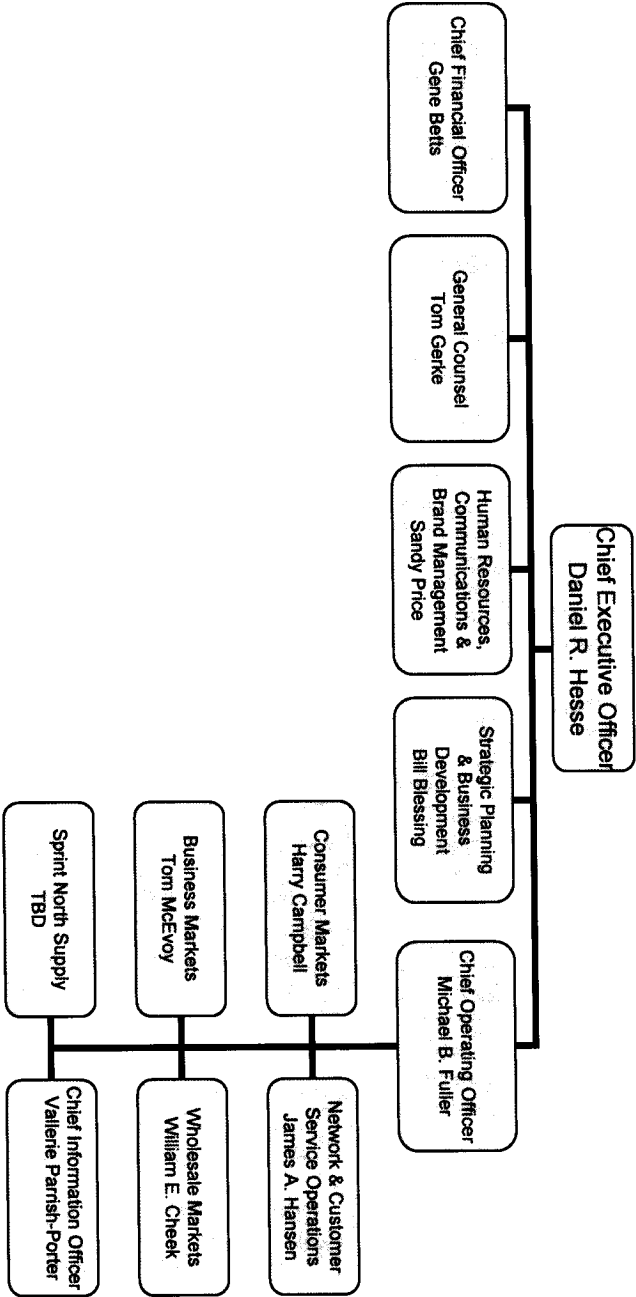 Chief Executive Officer
Daniel R. Hesse
Chief Financial Officer
Gene Betts
General Counsel
Tom Gerke
Human Resources,
Communications &
Brand Management
Sandy Price
Strategic Planning
& Business
Development
Bill Blessing
Chief Operating Officer
Michael B. Fuller
Consumer Markets
Harry Campbell
Network & Customer
Service Operations
James A. Hansen
Business Markets
Tom McEvoy
Wholesale Markets
William E. Cheek
Sprint North Supply
TBD
Chief Information Officer
Vallerie Parrish-Porter